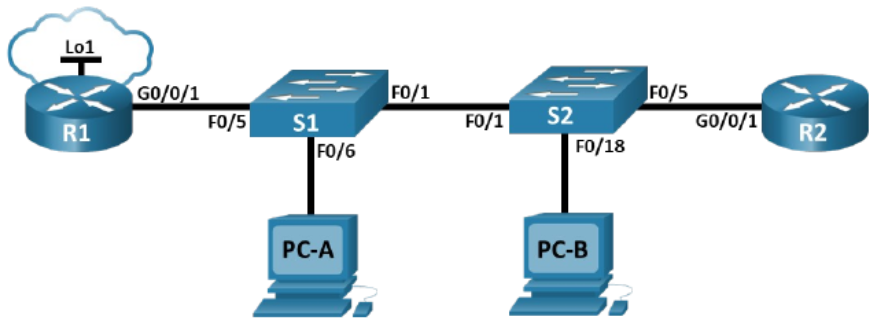 Lo1
R1
G0/0/1
F0/5
S1
F0/1
F0/6
F0/1
S2
F0/5
F0/18
G0/0/1
R2
PC-A
PC-B